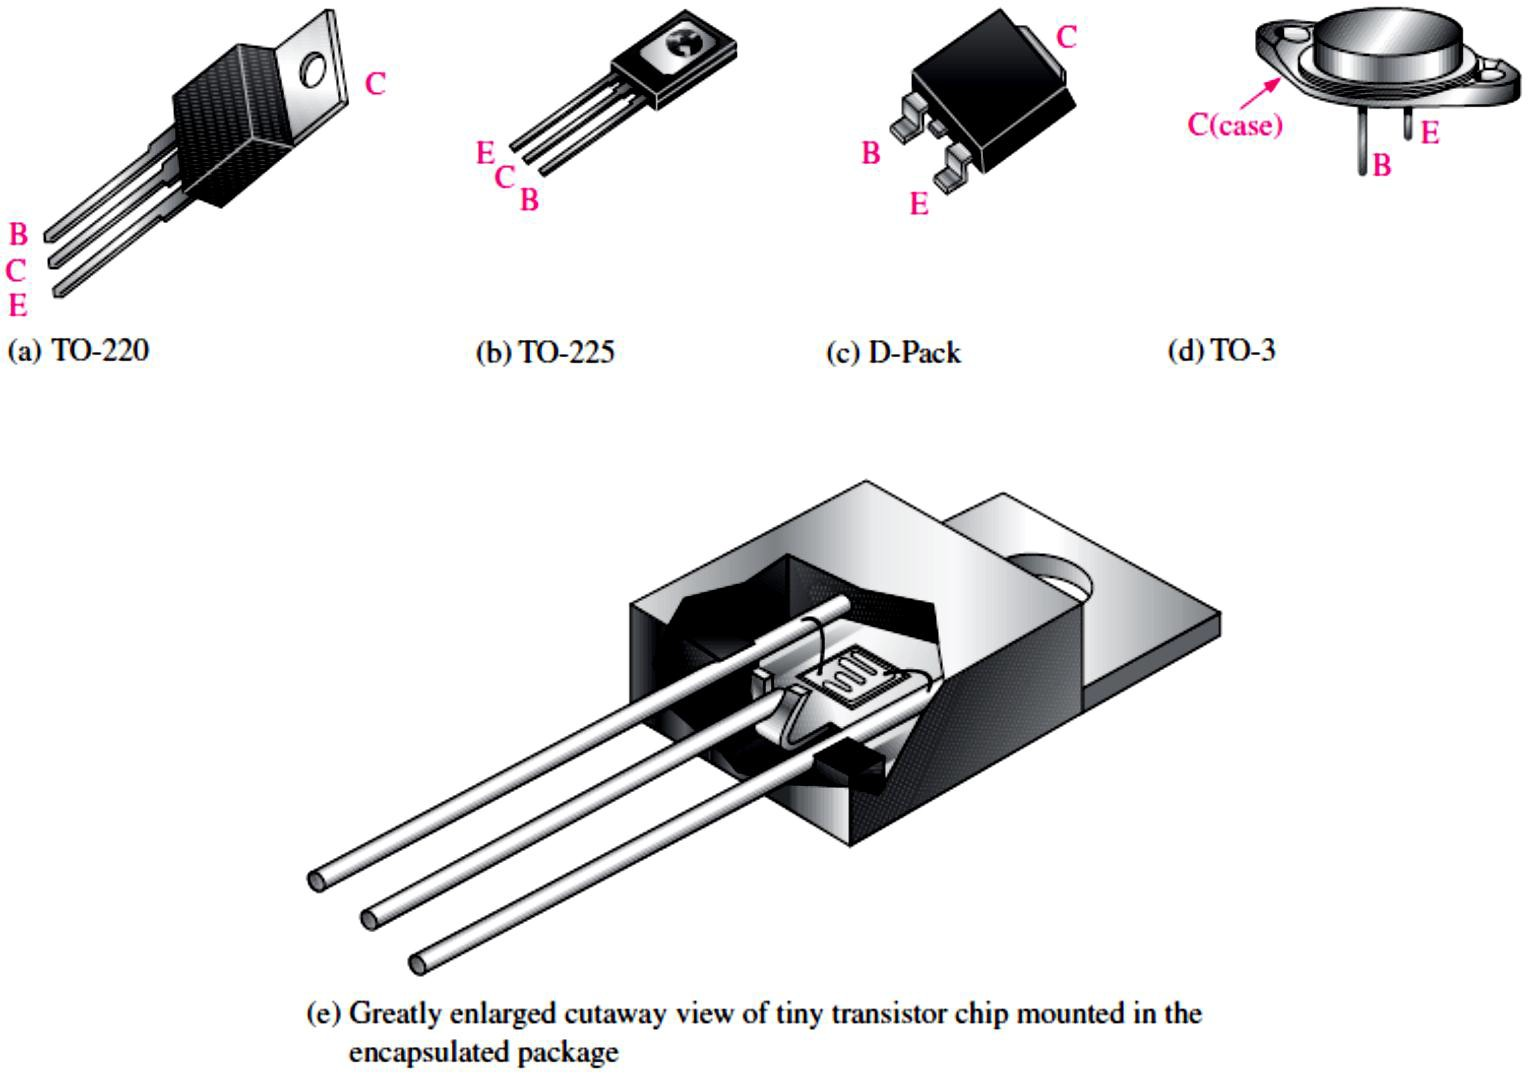 C
B
C
E
(a) TO-220
E
C
B
(b) TO-225
C
B
E
(c) D-Pack
C(case)
E
B
(d) TO-3
(e) Greatly enlarged cutaway view of tiny transistor chip mounted in the
encapsulated package